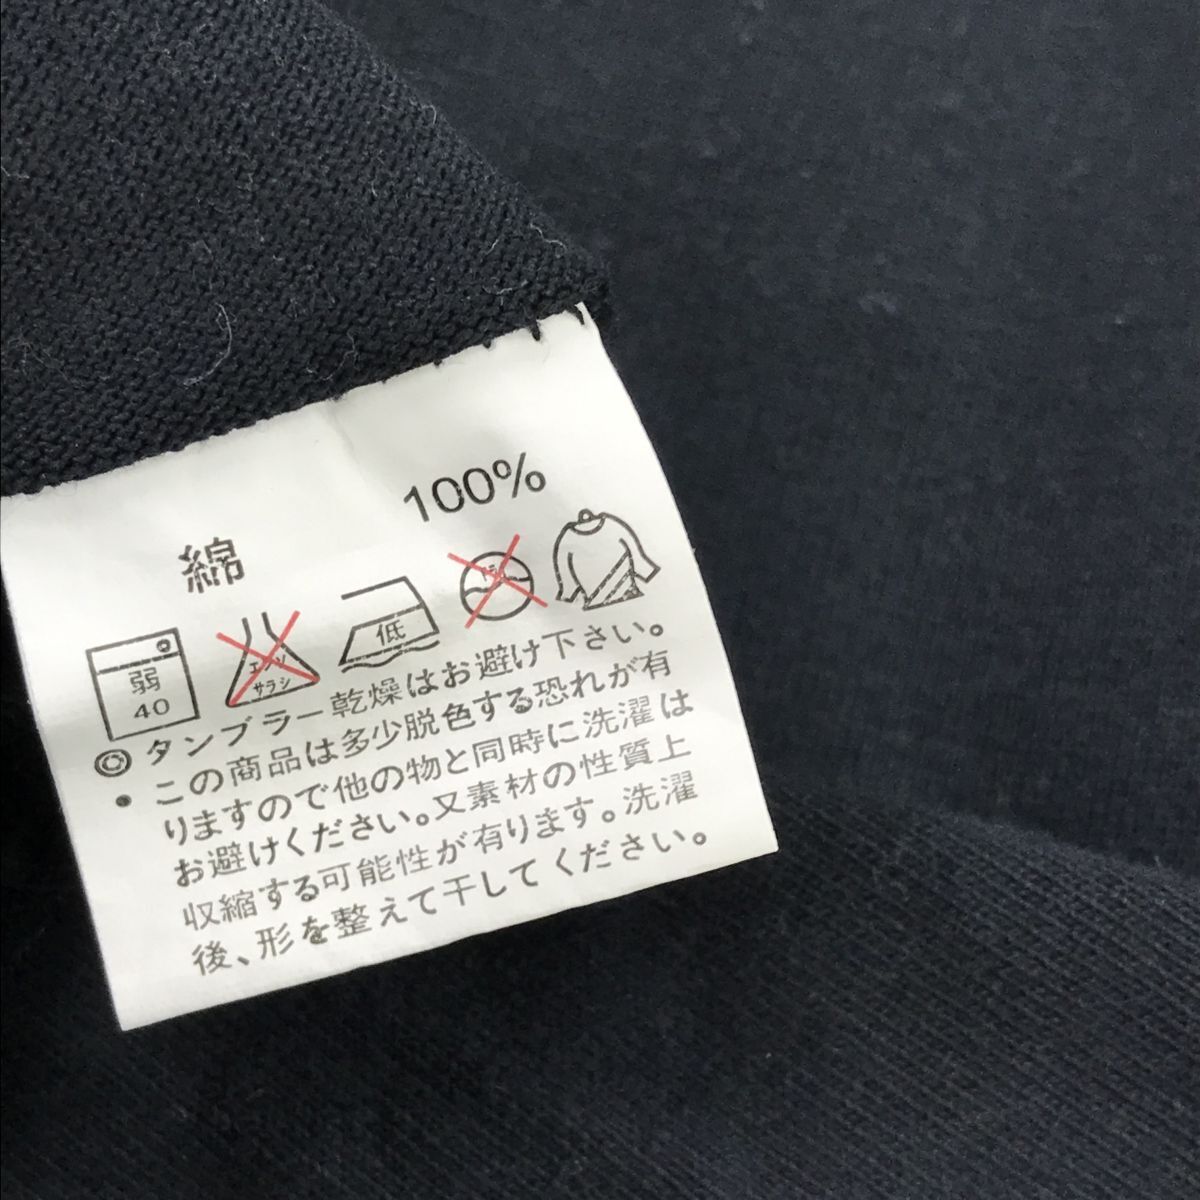 綿 100%
弱
40
エンソ
サラシ
低
◎ タンブラー乾燥はお避け下さい。
・ この商品は多少脱色する恐れが有
りますので他の物と同時に洗濯は
お避けください。又素材の性質上
収縮する可能性が有ります。洗濯
後、形を整えて干してください。